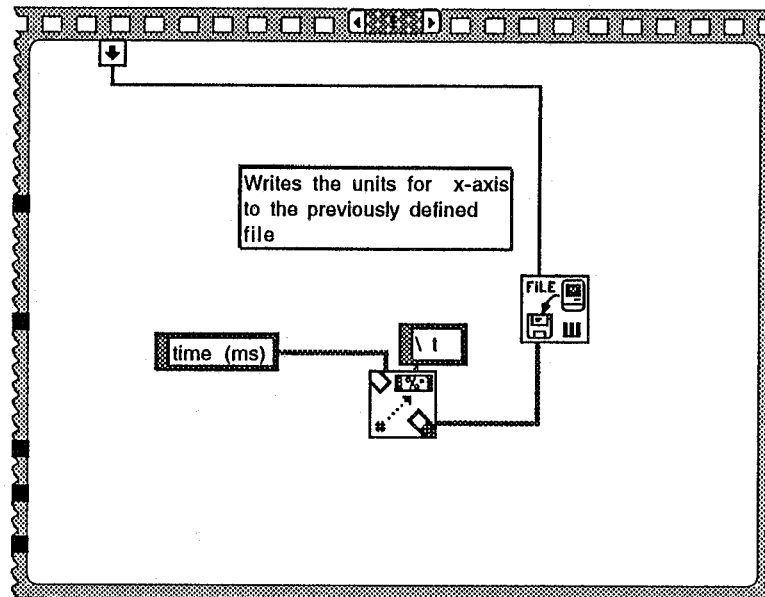 Writes the units for x-axis
to the previously defined
file
FILE
time (ms)
\ t
%
#